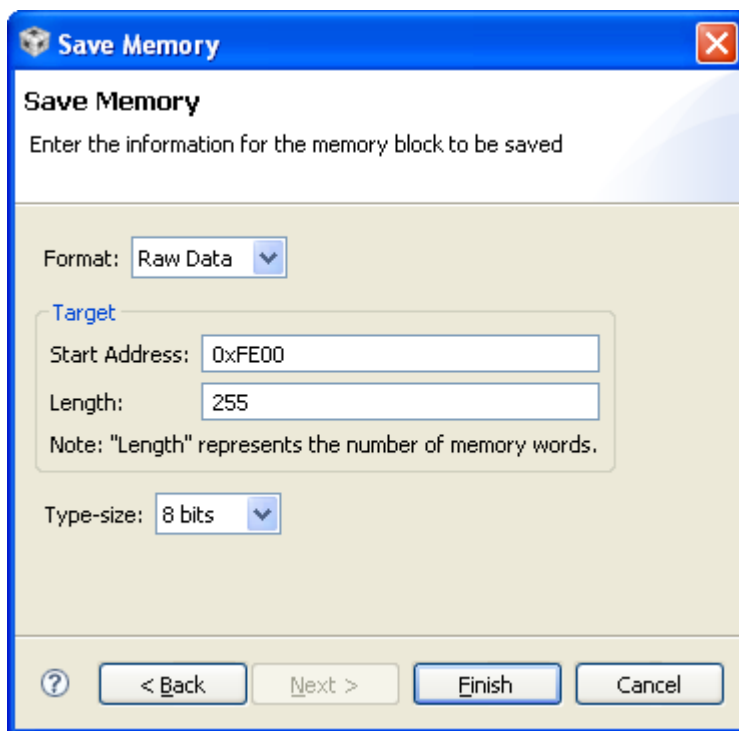 Save Memory
Save Memory
Enter the information for the memory block to be saved
Format: Raw Data
Target
Start Address: 0xFE00
Length: 255
Note: "Length" represents the number of memory words.
Type-size: 8 bits
? < Back Next > Finish Cancel